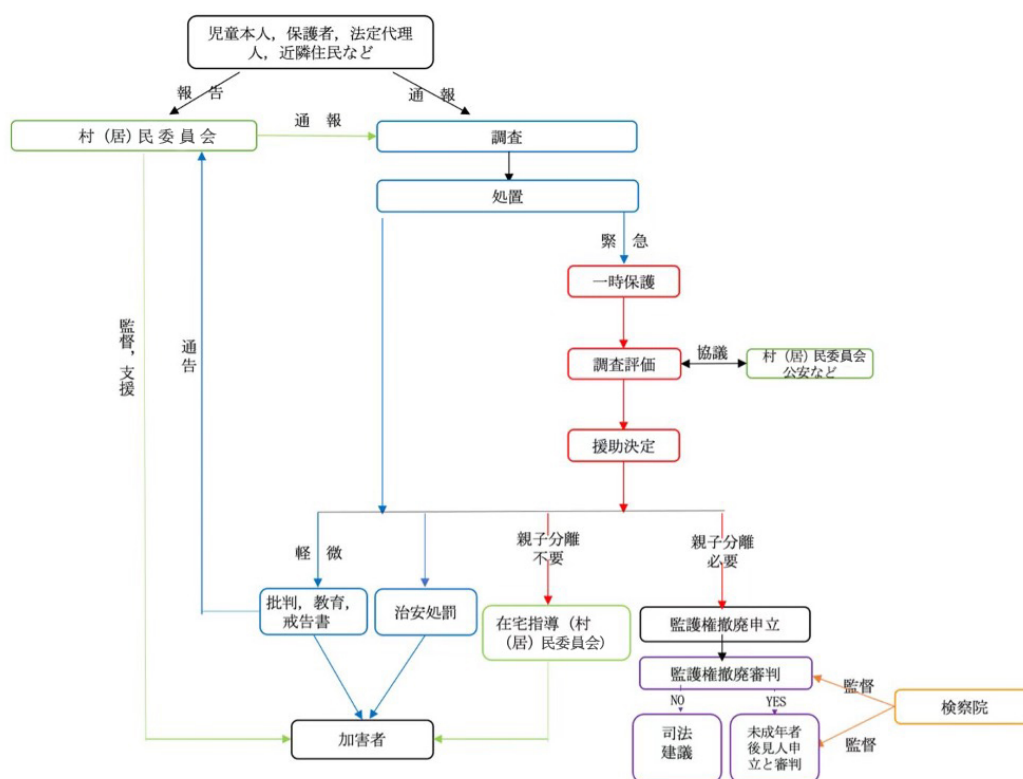 児童本人，保護者，法定代理
人，近隣住民など
報 告
通 報
村（居）民 委 員 会
通 報
調査
処置
緊 急
一時保護
監督，支援
通告
調査評価
協議
村（居）民委員会
公安など
援助決定
軽 微
親子分離
不要
親子分離
必要
批判，教育，
戒告書
治安処罰
在宅指導（村
（居）民委員会）
監護権撤廃申立
監護権撤廃審判
監督
検察院
NO
YES
加害者
司法
建議
未成年者
後見人申
立と審判
監督